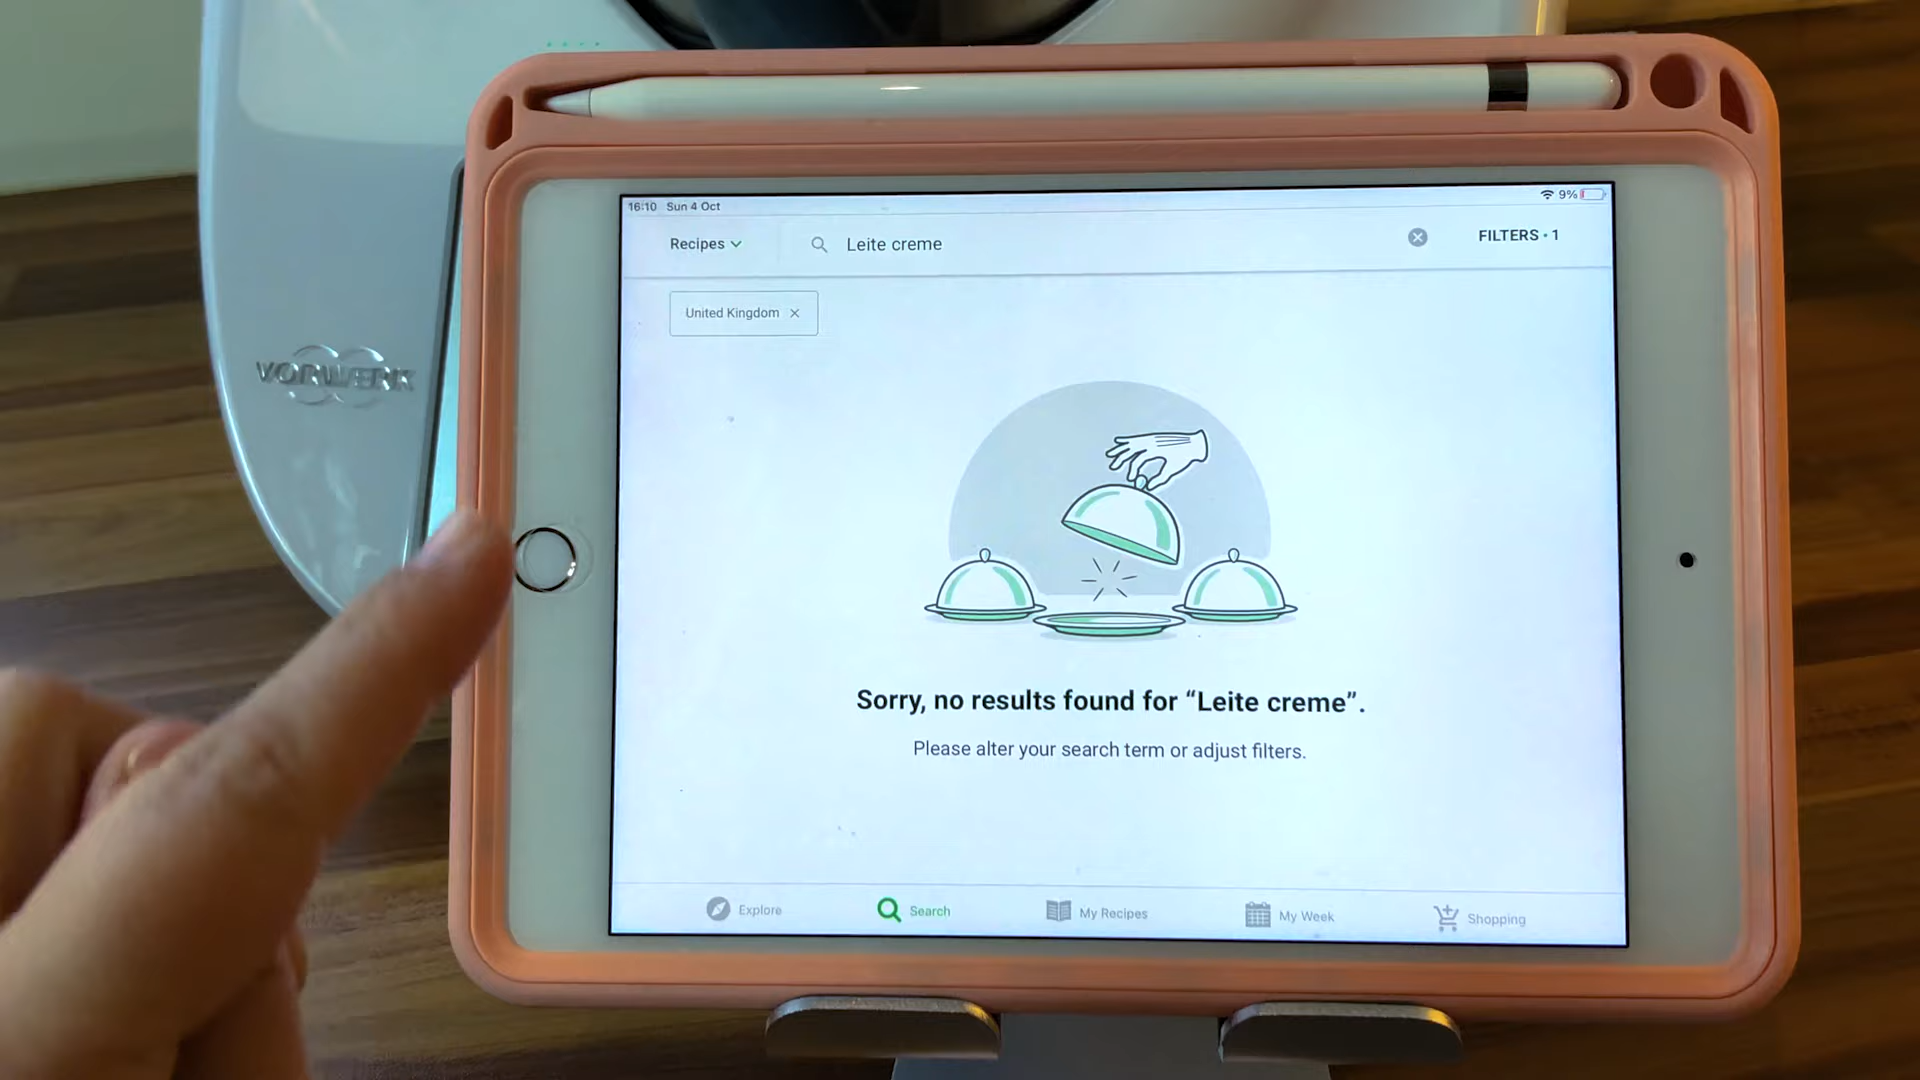 VORWERK
16:10 Sun 4 Oct
9%
Recipes
Leite creme
FILTERS • 1
United Kingdom
Sorry, no results found for “Leite creme”.
Please alter your search term or adjust filters.
Explore
Search
My Recipes
My Week
Shopping